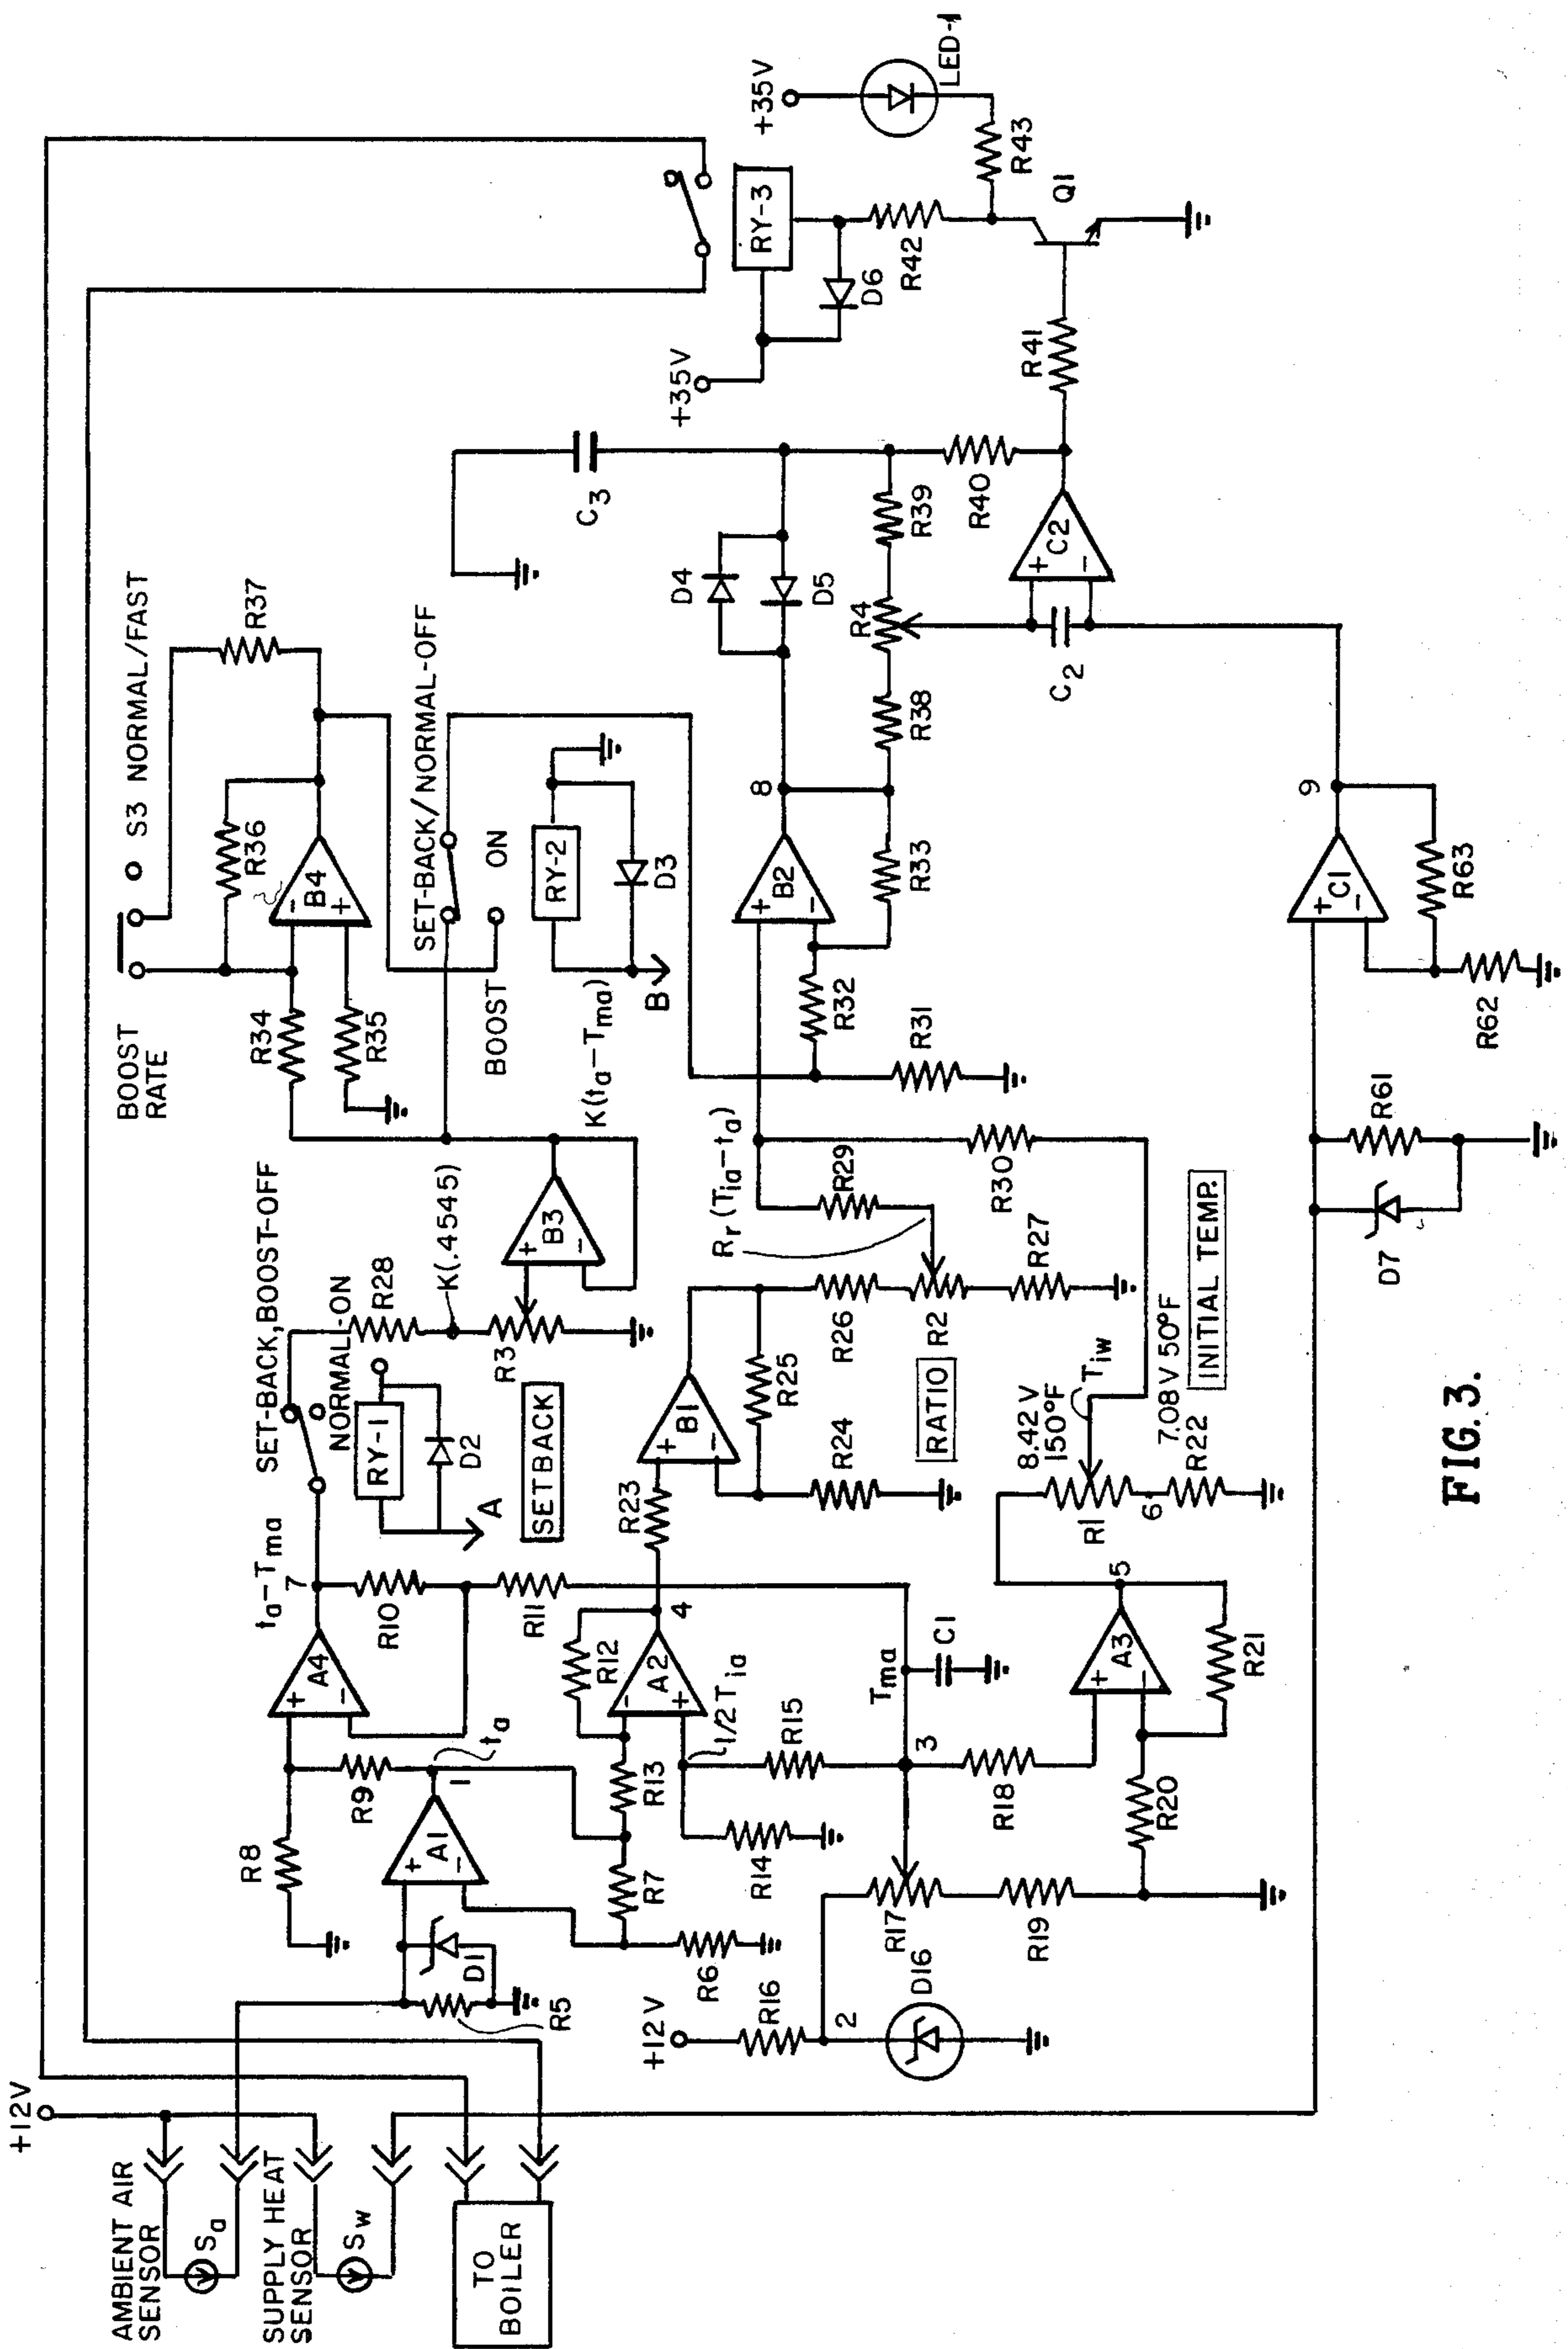 +12V
AMBIENT AIR
SENSOR
Sa
SUPPLY HEAT
SENSOR
Sw
TO
BOILER
R5
D1
R8
R9
A1
+
−
ta
1
R6
R7
R13
A4
+
−
ta−Tma
7
R10
R11
R12
A2
−
+
4
1/2Tia
R14
R15
+12V
R16
2
D16
R17
R19
3
Tma
C1
R18
R20
A3
+
−
5
R21
SET-BACK, BOOST-OFF
NORMAL-ON
RY-1
D2
A
SETBACK
R28
K(.4545)
R3
B3
+
−
R23
B1
+
−
R24
R25
R26
RATIO
R2
R27
Rr(Tia−ta)
R29
R30
8.42V
150°F
R1
Tiw
6
7.08V 50°F
R22
INITIAL TEMP.
BOOST
RATE
S3 NORMAL/FAST
R34
R35
R36
B4
−
+
R37
SET-BACK/NORMAL-OFF
BOOST ON
K(ta−Tma)
RY-2
D3
B
R31
R32
B2
+
−
8
R33
D4
D5
R38
R4
R39
R40
C3
C2
C2
+
−
R41
+35V
RY-3
D6
R42
Q1
R43
+35V
LED-1
D7
R61
R62
C1
+
−
9
R63
FIG. 3.